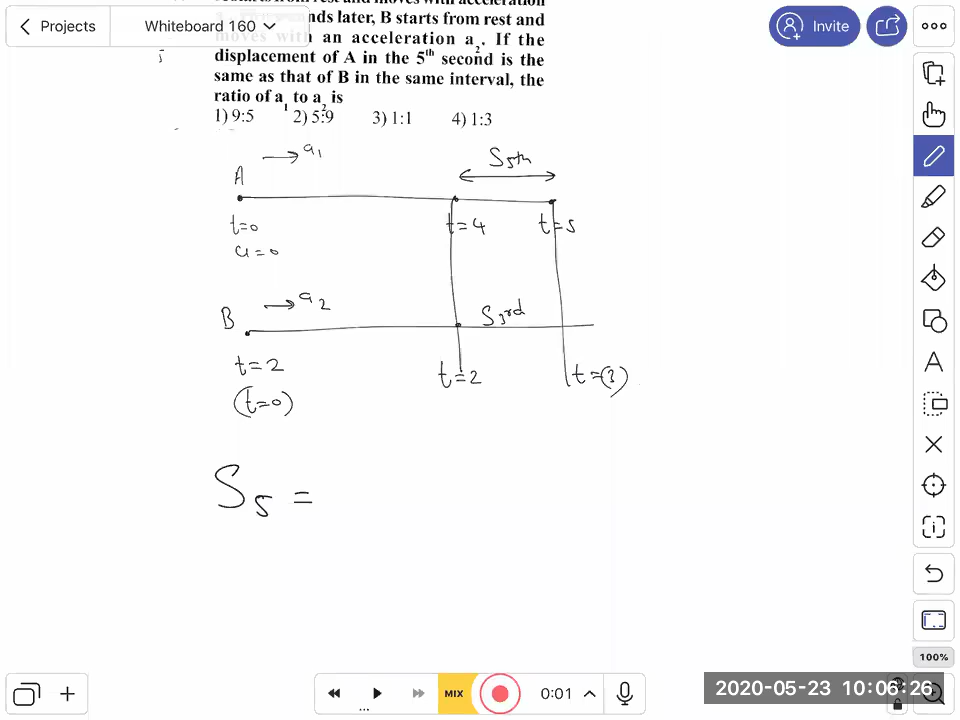 Projects
Whiteboard 160
nds later, B starts from rest and
an acceleration a2. If the
displacement of A in the 5th second is the
same as that of B in the same interval, the
ratio of a1 to a2 is
1) 9:5 2) 5:9 3) 1:1 4) 1:3
Invite
→ a1
S5th
A
t=0
t=4
t=5
u=0
→ a2
B
S3rd
t=2
t=2
t=(3)
(t=0)
S5 =
100%
MIX
0:01
2020-05-23 10:06:26